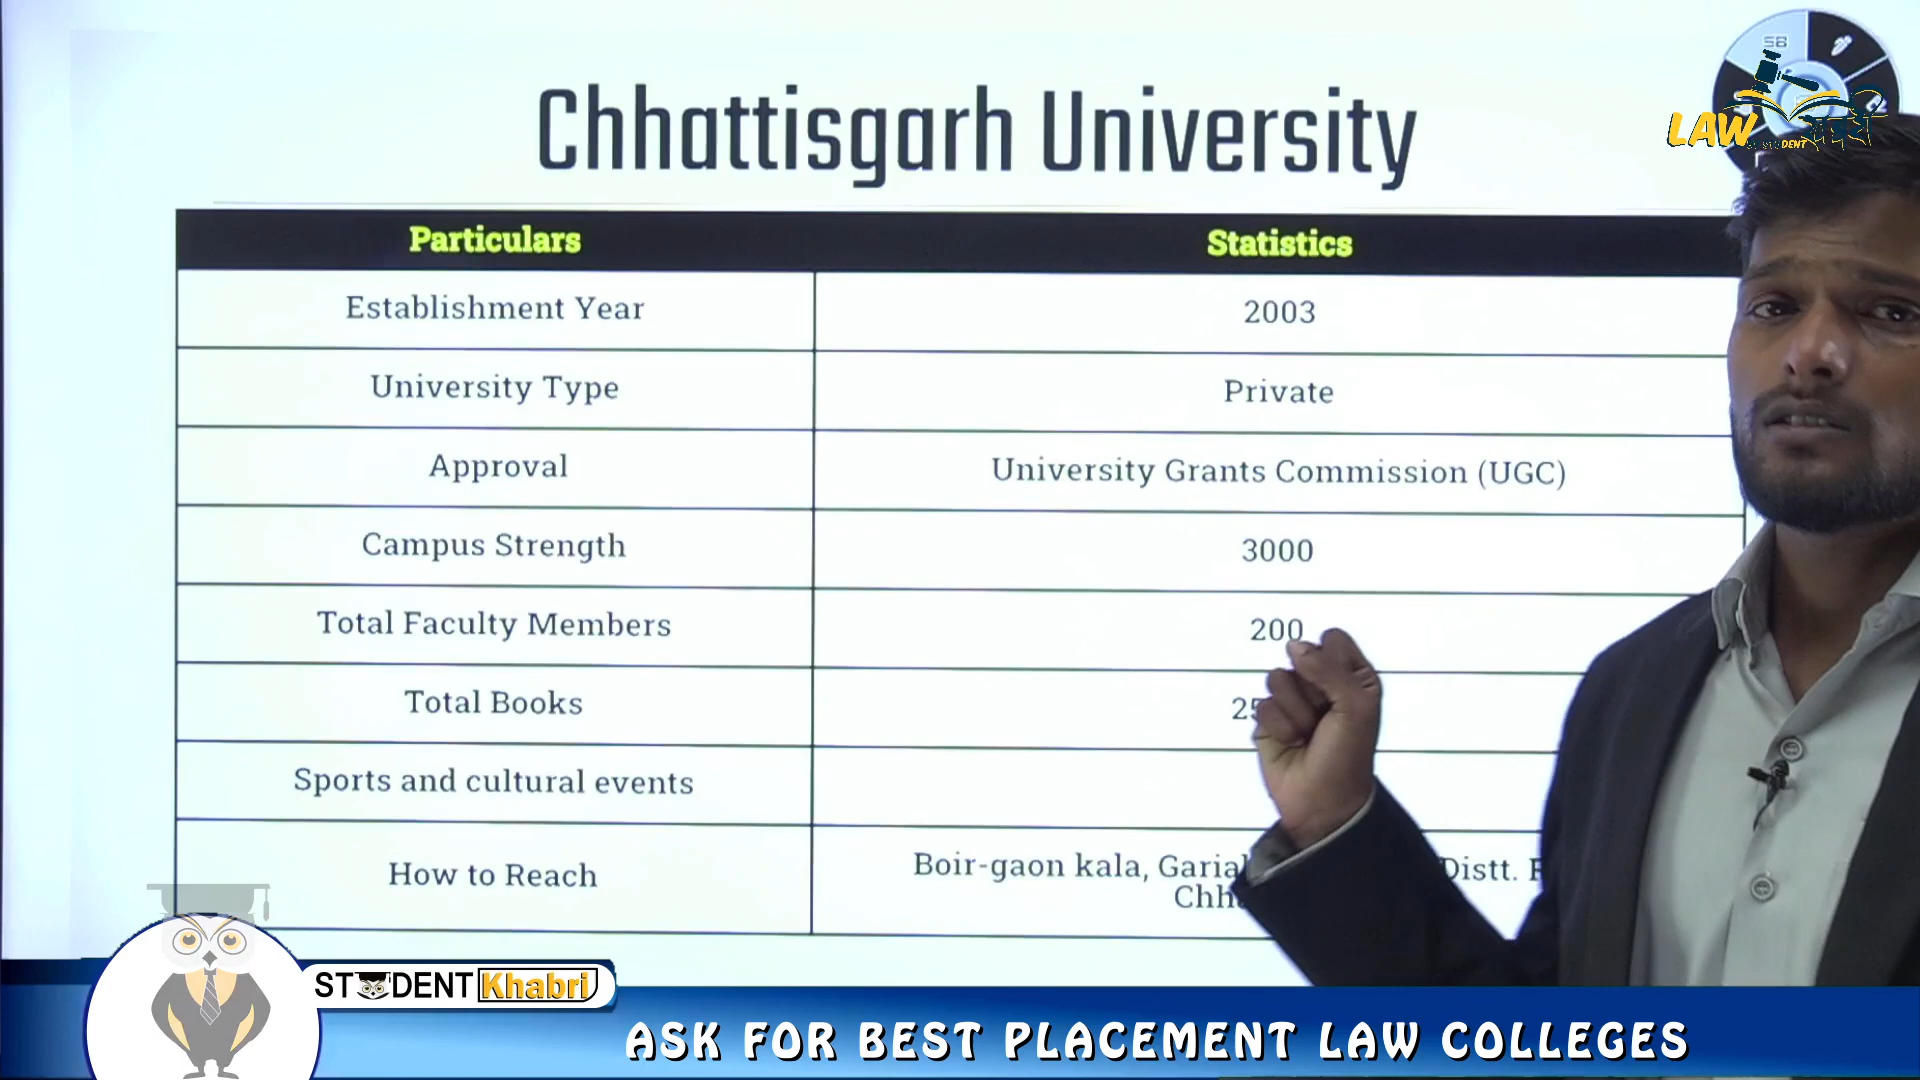 SB
LAW
DENT
Chhattisgarh University
Particulars Statistics
Establishment Year 2003
University Type Private
Approval University Grants Commission (UGC)
Campus Strength 3000
Total Faculty Members 200
Total Books
Sports and cultural events
How to Reach Boir-gaon kala, Distt.
STUDENT Khabri
ASK FOR BEST PLACEMENT LAW COLLEGES